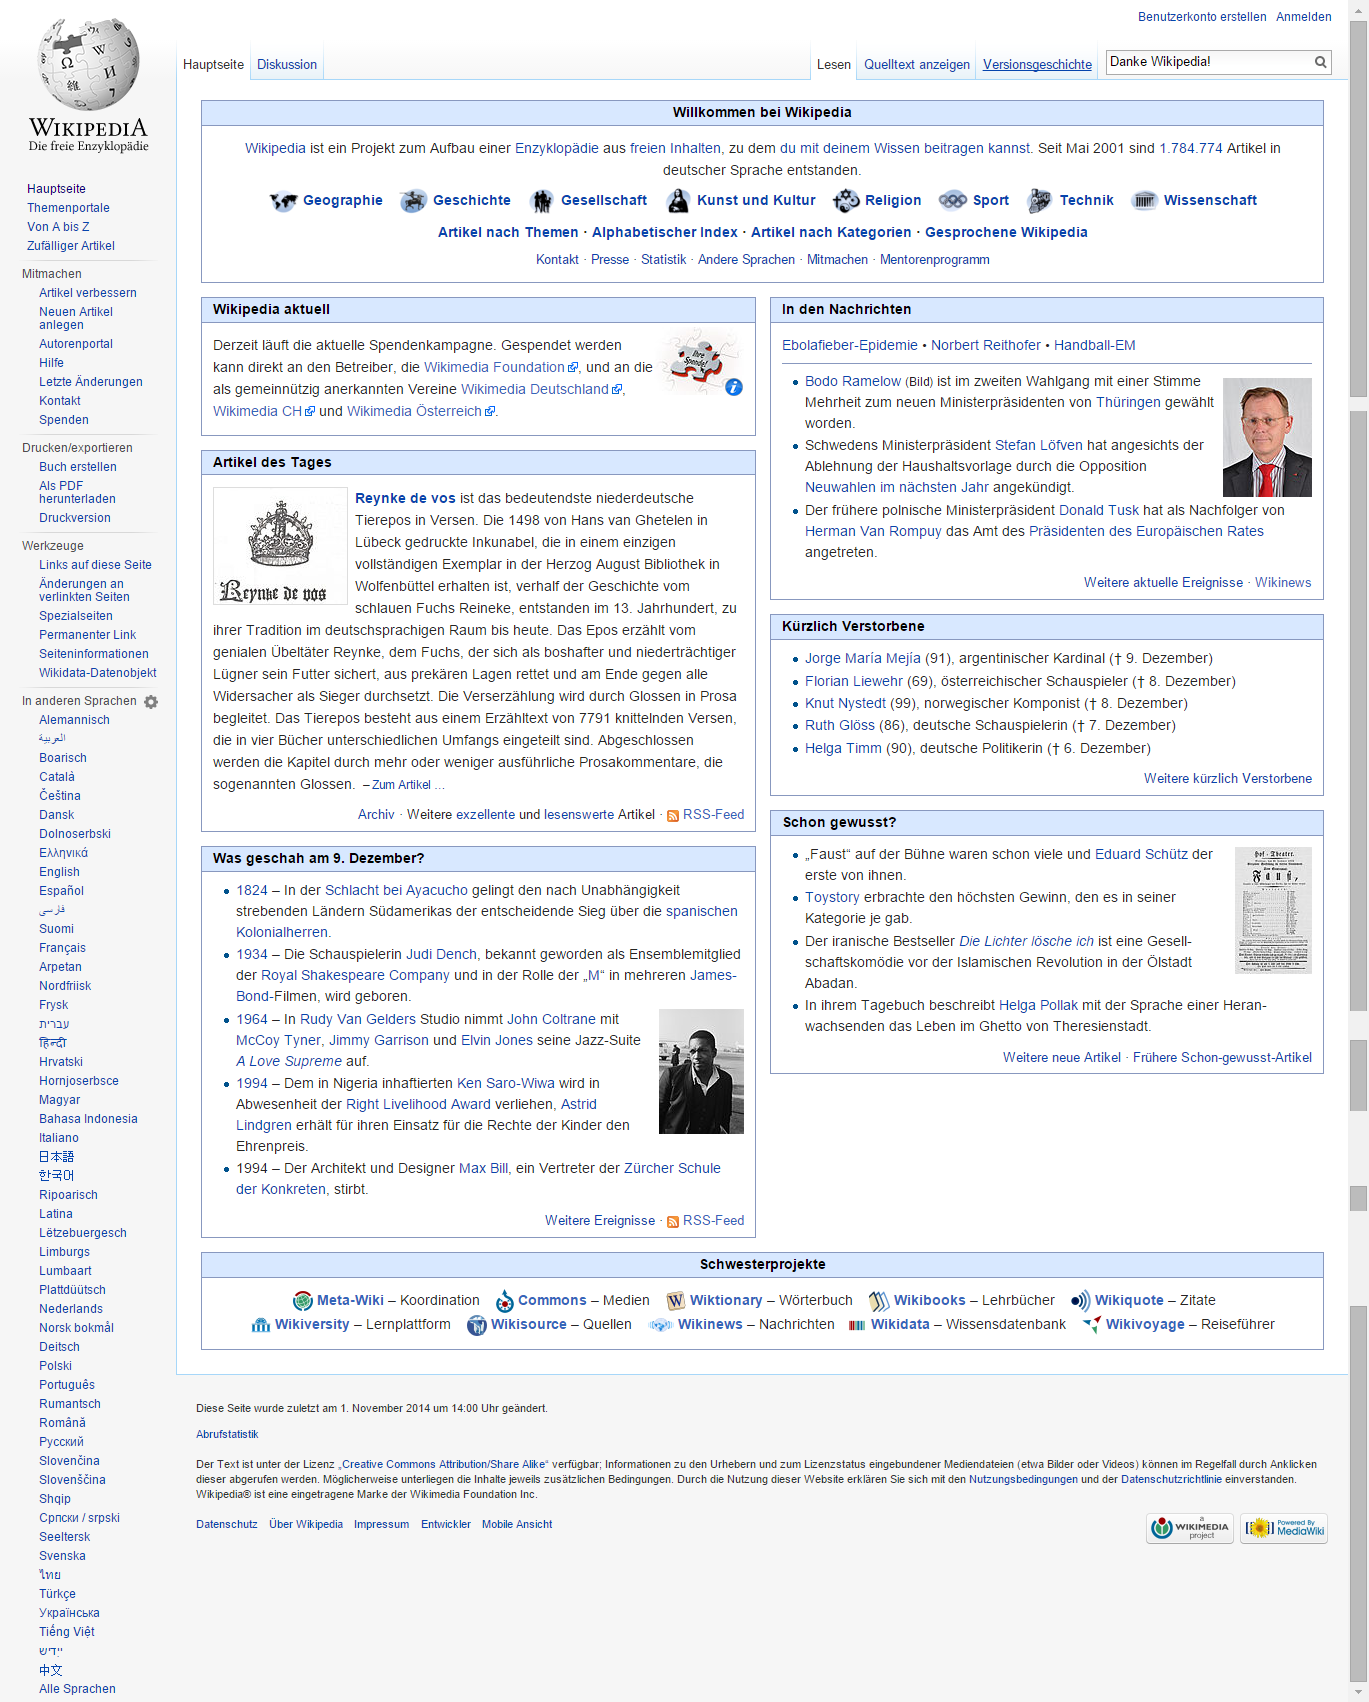 Benutzerkonto erstellen Anmelden
Hauptseite Diskussion Lesen Quelltext anzeigen Versionsgeschichte Danke Wikipedia!
WIKIPEDIA
Die freie Enzyklopädie
Hauptseite
Themenportale
Von A bis Z
Zufälliger Artikel
Mitmachen
Artikel verbessern
Neuen Artikel
anlegen
Autorenportal
Hilfe
Letzte Änderungen
Kontakt
Spenden
Drucken/exportieren
Buch erstellen
Als PDF
herunterladen
Druckversion
Werkzeuge
Links auf diese Seite
Änderungen an
verlinkten Seiten
Spezialseiten
Permanenter Link
Seiteninformationen
Wikidata-Datenobjekt
In anderen Sprachen
Alemannisch
العربية
Boarisch
Català
Čeština
Dansk
Dolnoserbski
Ελληνικά
English
Español
فارسی
Suomi
Français
Arpetan
Nordfriisk
Frysk
עברית
हिन्दी
Hrvatski
Hornjoserbsce
Magyar
Bahasa Indonesia
Italiano
日本語
한국어
Ripoarisch
Latina
Lëtzebuergesch
Limburgs
Lumbaart
Plattdüütsch
Nederlands
Norsk bokmål
Deitsch
Polski
Português
Rumantsch
Română
Русский
Slovenčina
Slovenščina
Shqip
Српски / srpski
Seeltersk
Svenska
ไทย
Türkçe
Українська
Tiếng Việt
ייִדיש
中文
Alle Sprachen
Willkommen bei Wikipedia
Wikipedia ist ein Projekt zum Aufbau einer Enzyklopädie aus freien Inhalten, zu dem du mit deinem Wissen beitragen kannst. Seit Mai 2001 sind 1.784.774 Artikel in
deutscher Sprache entstanden.
Geographie Geschichte Gesellschaft Kunst und Kultur Religion Sport Technik Wissenschaft
Artikel nach Themen · Alphabetischer Index · Artikel nach Kategorien · Gesprochene Wikipedia
Kontakt · Presse · Statistik · Andere Sprachen · Mitmachen · Mentorenprogramm
Wikipedia aktuell
Derzeit läuft die aktuelle Spendenkampagne. Gespendet werden
kann direkt an den Betreiber, die Wikimedia Foundation, und an die
als gemeinnützig anerkannten Vereine Wikimedia Deutschland,
Wikimedia CH und Wikimedia Österreich.
Ihre
Spende!
Artikel des Tages
Reynke de vos
Reynke de vos ist das bedeutendste niederdeutsche
Tierepos in Versen. Die 1498 von Hans van Ghetelen in
Lübeck gedruckte Inkunabel, die in einem einzigen
vollständigen Exemplar in der Herzog August Bibliothek in
Wolfenbüttel erhalten ist, verhalf der Geschichte vom
schlauen Fuchs Reineke, entstanden im 13. Jahrhundert, zu
ihrer Tradition im deutschsprachigen Raum bis heute. Das Epos erzählt vom
genialen Übeltäter Reynke, dem Fuchs, der sich als boshafter und niederträchtiger
Lügner sein Futter sichert, aus prekären Lagen rettet und am Ende gegen alle
Widersacher als Sieger durchsetzt. Die Verserzählung wird durch Glossen in Prosa
begleitet. Das Tierepos besteht aus einem Erzähltext von 7791 knittelnden Versen,
die in vier Bücher unterschiedlichen Umfangs eingeteilt sind. Abgeschlossen
werden die Kapitel durch mehr oder weniger ausführliche Prosakommentare, die
sogenannten Glossen. – Zum Artikel ...
Archiv · Weitere exzellente und lesenswerte Artikel · RSS-Feed
Was geschah am 9. Dezember?
1824 – In der Schlacht bei Ayacucho gelingt den nach Unabhängigkeit
strebenden Ländern Südamerikas der entscheidende Sieg über die spanischen
Kolonialherren.
1934 – Die Schauspielerin Judi Dench, bekannt geworden als Ensemblemitglied
der Royal Shakespeare Company und in der Rolle der „M“ in mehreren James-
Bond-Filmen, wird geboren.
1964 – In Rudy Van Gelders Studio nimmt John Coltrane mit
McCoy Tyner, Jimmy Garrison und Elvin Jones seine Jazz-Suite
A Love Supreme auf.
1994 – Dem in Nigeria inhaftierten Ken Saro-Wiwa wird in
Abwesenheit der Right Livelihood Award verliehen, Astrid
Lindgren erhält für ihren Einsatz für die Rechte der Kinder den
Ehrenpreis.
1994 – Der Architekt und Designer Max Bill, ein Vertreter der Zürcher Schule
der Konkreten, stirbt.
Weitere Ereignisse · RSS-Feed
In den Nachrichten
Ebolafieber-Epidemie • Norbert Reithofer • Handball-EM
Bodo Ramelow (Bild) ist im zweiten Wahlgang mit einer Stimme
Mehrheit zum neuen Ministerpräsidenten von Thüringen gewählt
worden.
Schwedens Ministerpräsident Stefan Löfven hat angesichts der
Ablehnung der Haushaltsvorlage durch die Opposition
Neuwahlen im nächsten Jahr angekündigt.
Der frühere polnische Ministerpräsident Donald Tusk hat als Nachfolger von
Herman Van Rompuy das Amt des Präsidenten des Europäischen Rates
angetreten.
Weitere aktuelle Ereignisse · Wikinews
Kürzlich Verstorbene
Jorge María Mejía (91), argentinischer Kardinal († 9. Dezember)
Florian Liewehr (69), österreichischer Schauspieler († 8. Dezember)
Knut Nystedt (99), norwegischer Komponist († 8. Dezember)
Ruth Glöss (86), deutsche Schauspielerin († 7. Dezember)
Helga Timm (90), deutsche Politikerin († 6. Dezember)
Weitere kürzlich Verstorbene
Schon gewusst?
„Faust“ auf der Bühne waren schon viele und Eduard Schütz der
erste von ihnen.
Toystory erbrachte den höchsten Gewinn, den es in seiner
Kategorie je gab.
Der iranische Bestseller Die Lichter lösche ich ist eine Gesell-
schaftskomödie vor der Islamischen Revolution in der Ölstadt
Abadan.
In ihrem Tagebuch beschreibt Helga Pollak mit der Sprache einer Heran-
wachsenden das Leben im Ghetto von Theresienstadt.
Hof-Theater.
Faust,
Weitere neue Artikel · Frühere Schon-gewusst-Artikel
Schwesterprojekte
Meta-Wiki – Koordination Commons – Medien Wiktionary – Wörterbuch Wikibooks – Lehrbücher Wikiquote – Zitate
Wikiversity – Lernplattform Wikisource – Quellen Wikinews – Nachrichten Wikidata – Wissensdatenbank Wikivoyage – Reiseführer
Diese Seite wurde zuletzt am 1. November 2014 um 14:00 Uhr geändert.
Abrufstatistik
Der Text ist unter der Lizenz „Creative Commons Attribution/Share Alike“ verfügbar; Informationen zu den Urhebern und zum Lizenzstatus eingebundener Mediendateien (etwa Bilder oder Videos) können im Regelfall durch Anklicken
dieser abgerufen werden. Möglicherweise unterliegen die Inhalte jeweils zusätzlichen Bedingungen. Durch die Nutzung dieser Website erklären Sie sich mit den Nutzungsbedingungen und der Datenschutzrichtlinie einverstanden.
Wikipedia® ist eine eingetragene Marke der Wikimedia Foundation Inc.
Datenschutz Über Wikipedia Impressum Entwickler Mobile Ansicht
a
WIKIMEDIA
project
Powered By
MediaWiki